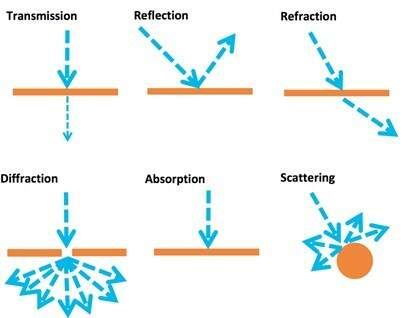 Transmission
Reflection
Refraction
Diffraction
Absorption
Scattering